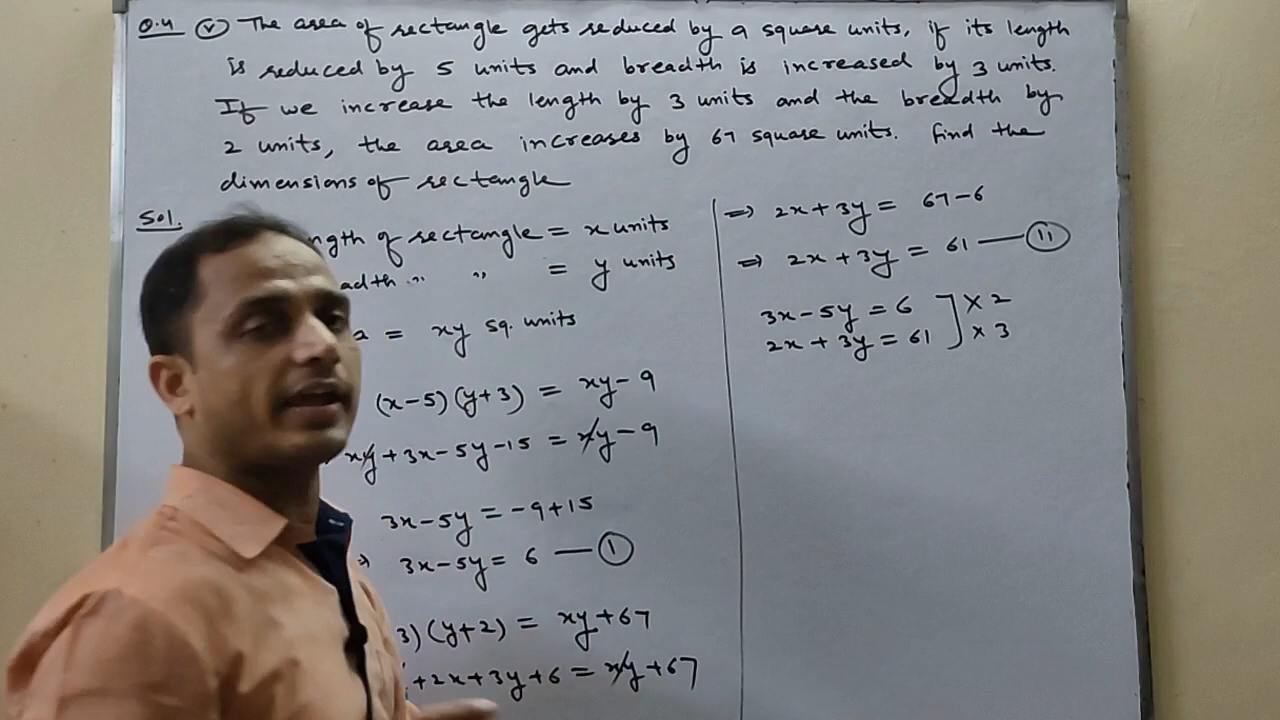 Q.4 (v) The area of rectangle gets reduced by 9 square units, if its length
is reduced by 5 units and breadth is increased by 3 units.
If we increase the length by 3 units and the breadth by
2 units, the area increases by 67 square units. Find the
dimensions of rectangle
Sol.
ngth of rectangle = x units
adth " " = y units
a = xy sq. units
(x-5)(y+3) = xy-9
xy+3x-5y-15 = xy-9
3x-5y = -9+15
⇒ 3x-5y = 6 — (1)
3)(y+2) = xy+67
+2x+3y+6 = xy+67
⇒ 2x+3y = 67-6
⇒ 2x+3y = 61 — (11)
3x-5y = 6 ] × 2
2x+3y = 61 ] × 3